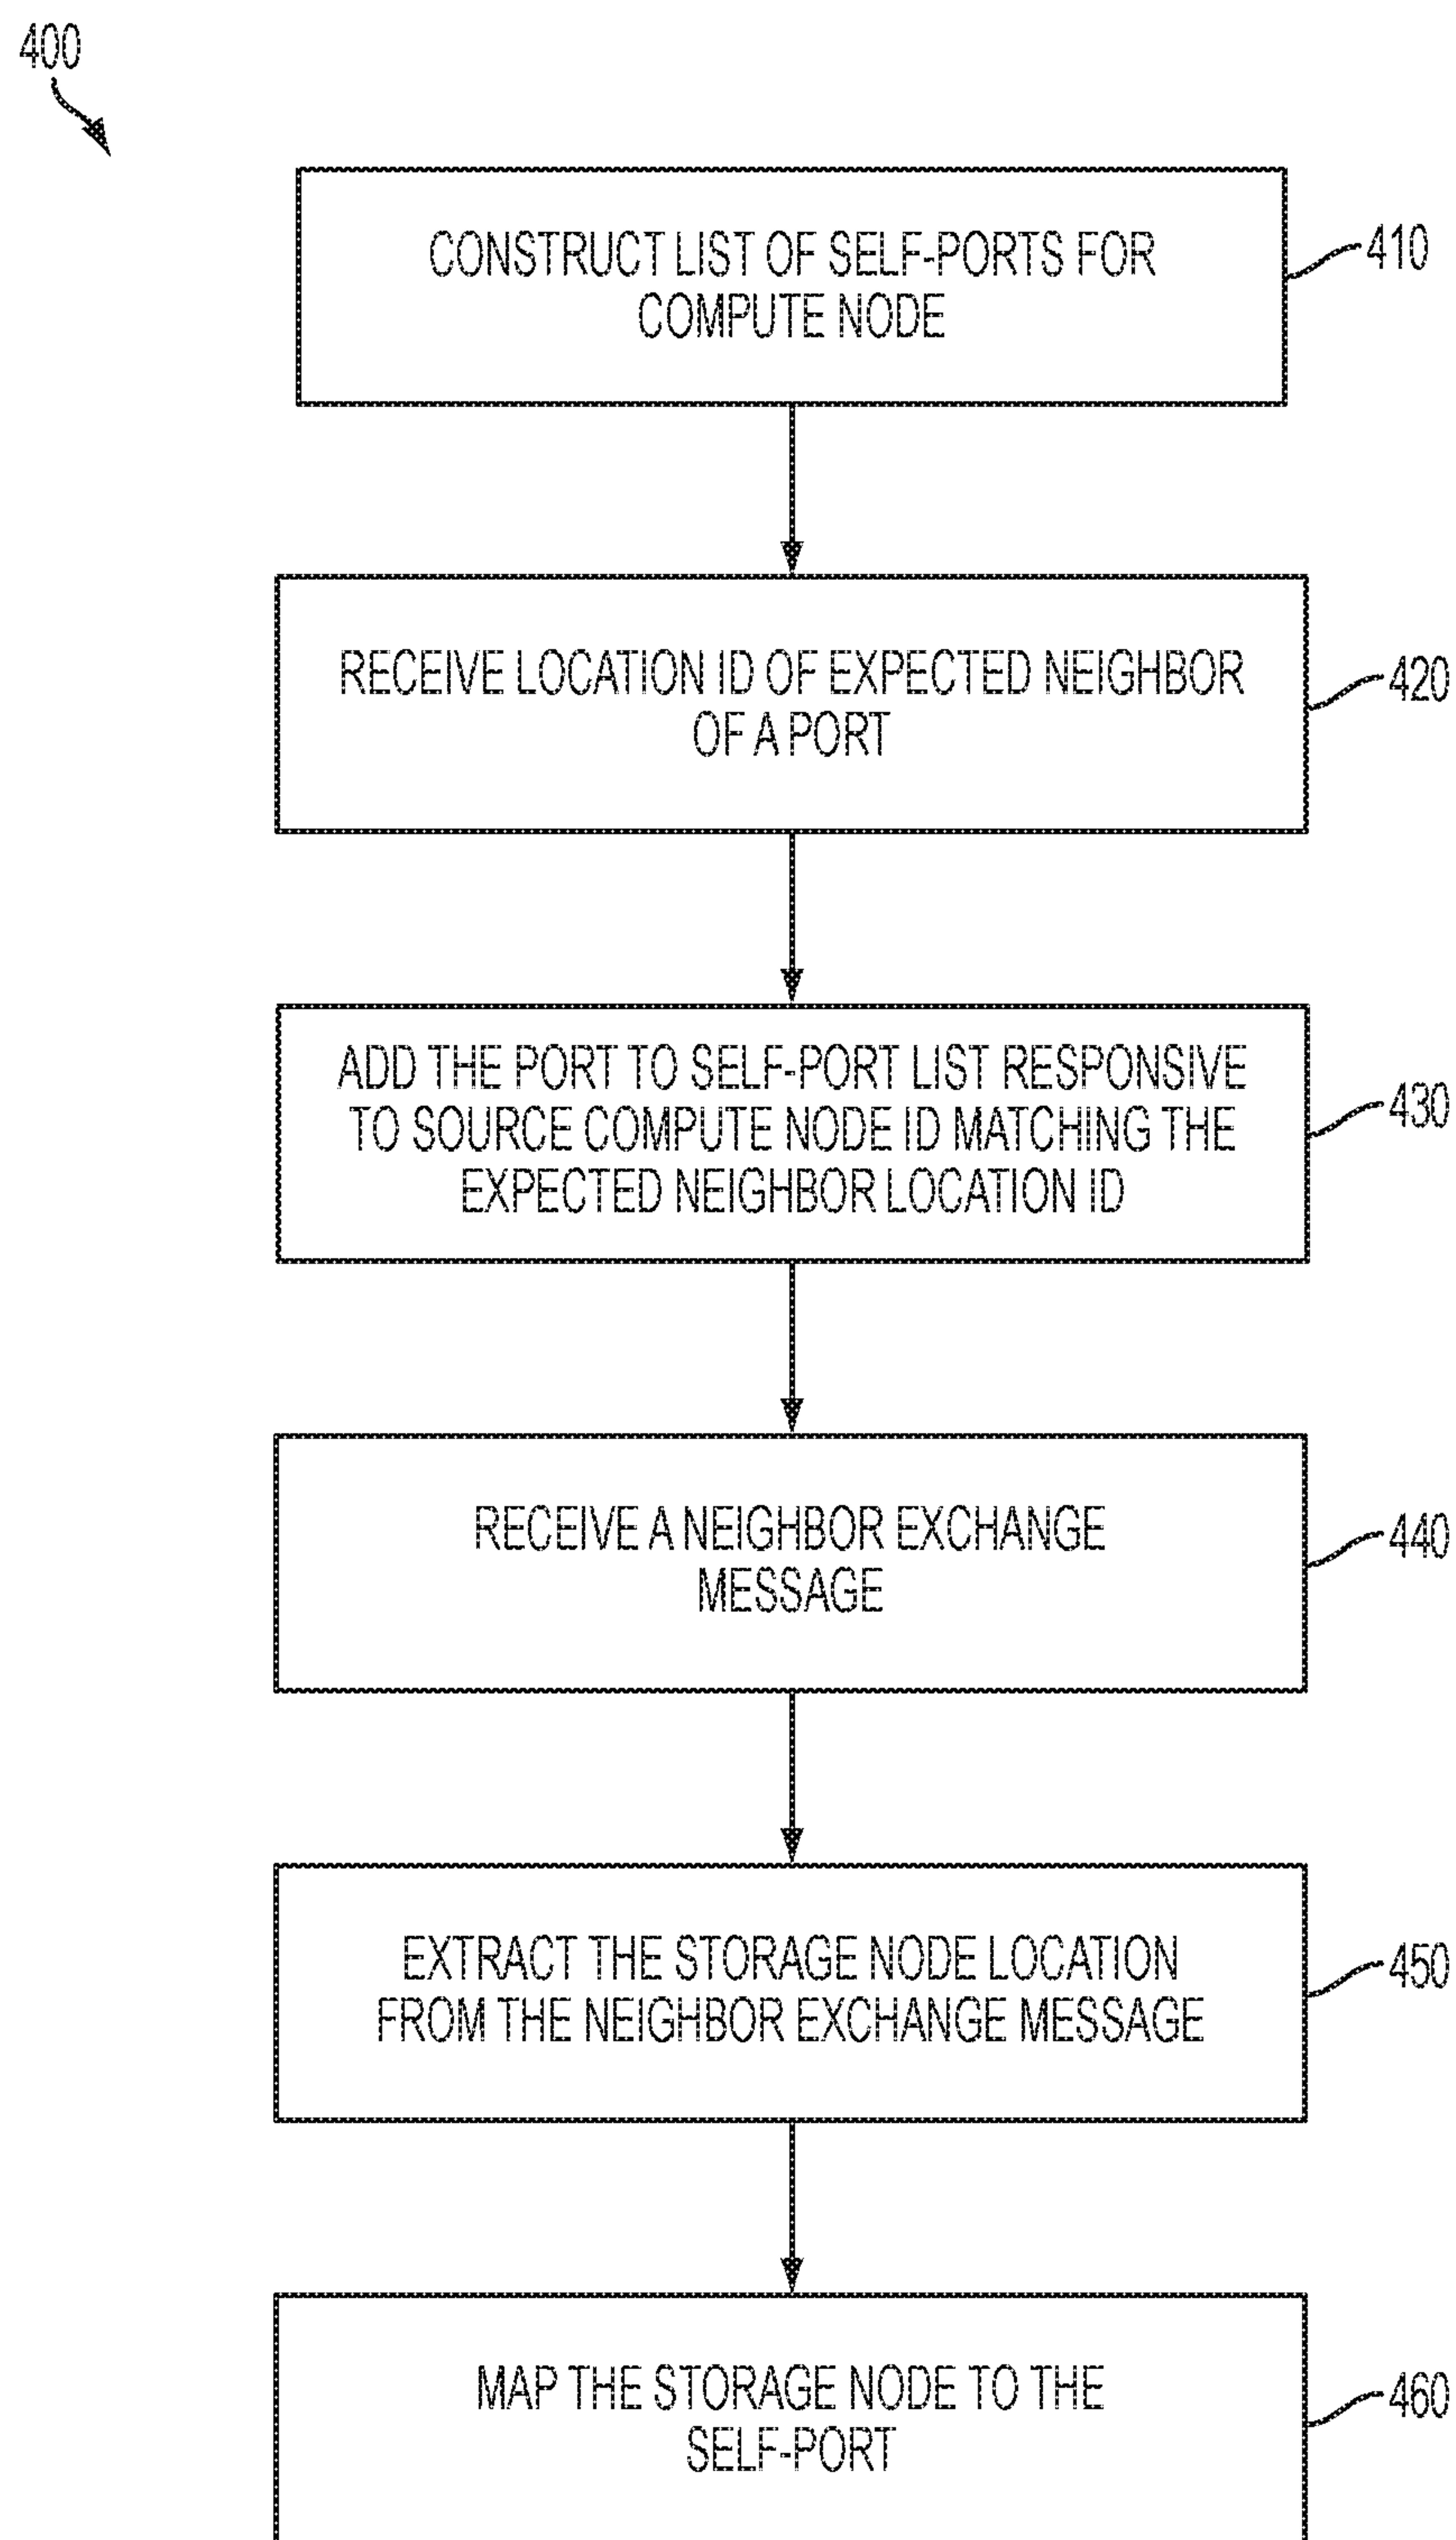 400
CONSTRUCT LIST OF SELF-PORTS FOR
COMPUTE NODE
410
RECEIVE LOCATION ID OF EXPECTED NEIGHBOR
OF A PORT
420
ADD THE PORT TO SELF-PORT LIST RESPONSIVE
TO SOURCE COMPUTE NODE ID MATCHING THE
EXPECTED NEIGHBOR LOCATION ID
430
RECEIVE A NEIGHBOR EXCHANGE
MESSAGE
440
EXTRACT THE STORAGE NODE LOCATION
FROM THE NEIGHBOR EXCHANGE MESSAGE
450
MAP THE STORAGE NODE TO THE
SELF-PORT
460